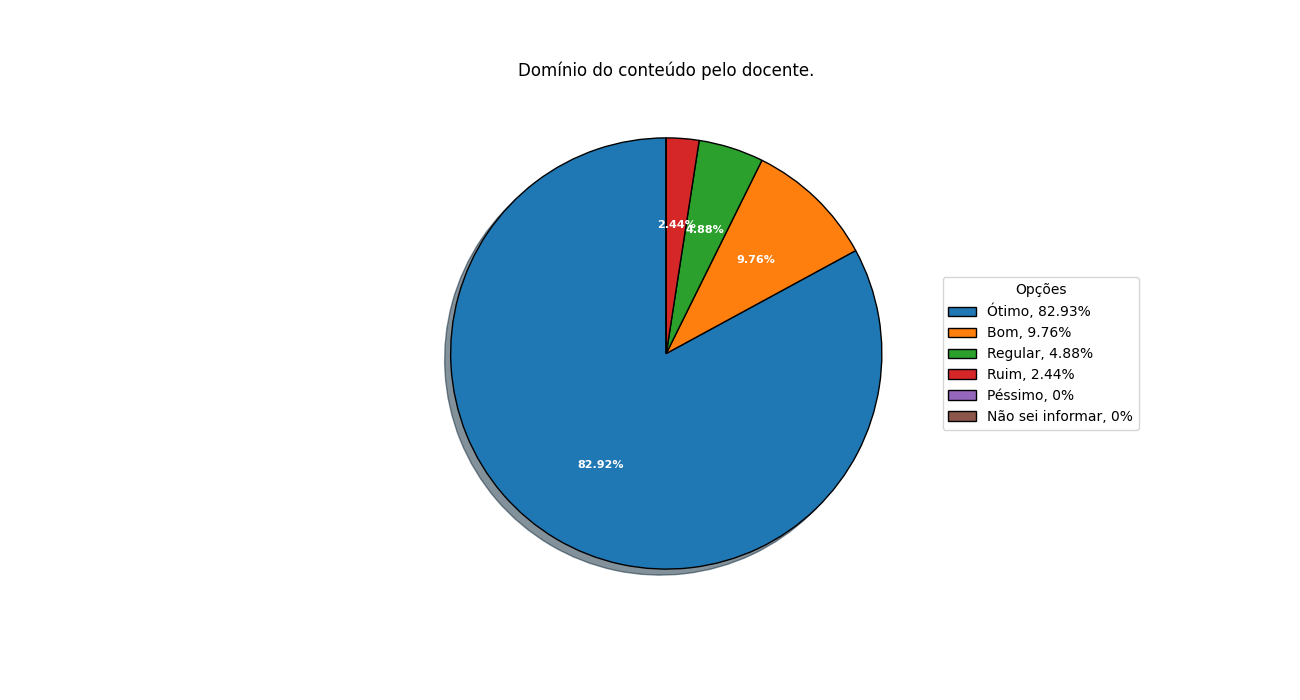 Domínio do conteúdo pelo docente.
2.44%
4.88%
9.76%
82.92%
Opções
Ótimo, 82.93%
Bom, 9.76%
Regular, 4.88%
Ruim, 2.44%
Péssimo, 0%
Não sei informar, 0%